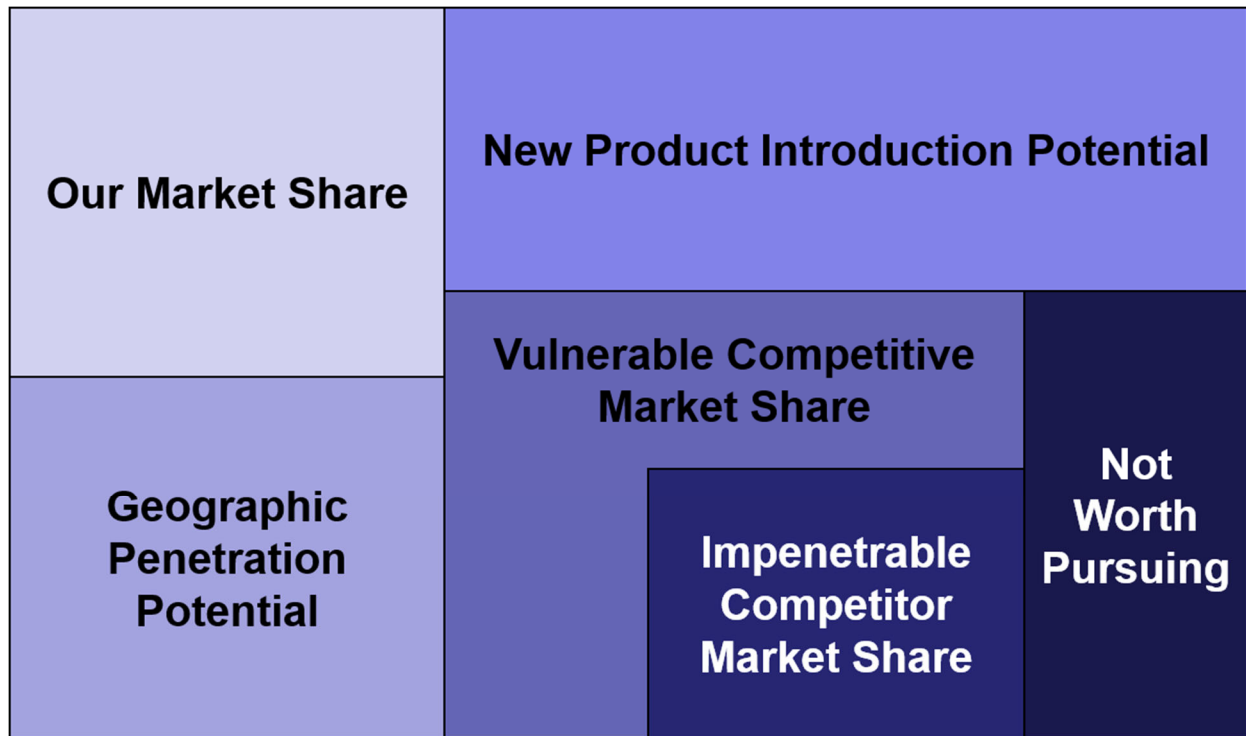 Our Market Share
New Product Introduction Potential
Vulnerable Competitive
Market Share
Geographic
Penetration
Potential
Impenetrable
Competitor
Market Share
Not
Worth
Pursuing